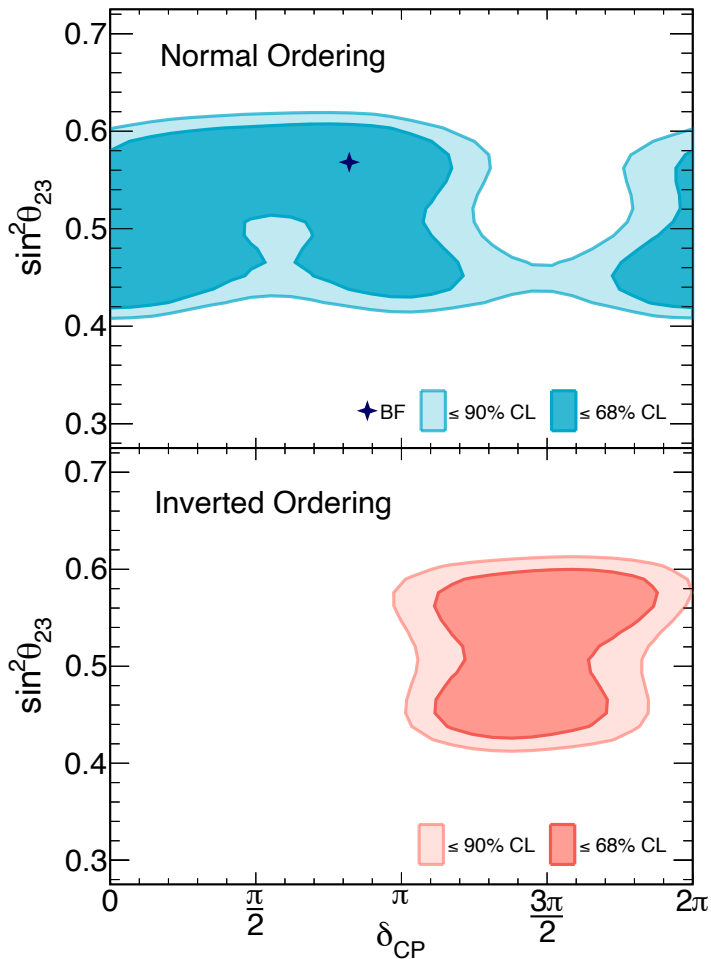 Normal Ordering
0.7
0.6
0.5
0.4
0.3
sin²θ₂₃
BF ≤ 90% CL ≤ 68% CL
Inverted Ordering
0.7
0.6
0.5
0.4
0.3
sin²θ₂₃
≤ 90% CL ≤ 68% CL
0 π/2 π 3π/2 2π
δ_CP